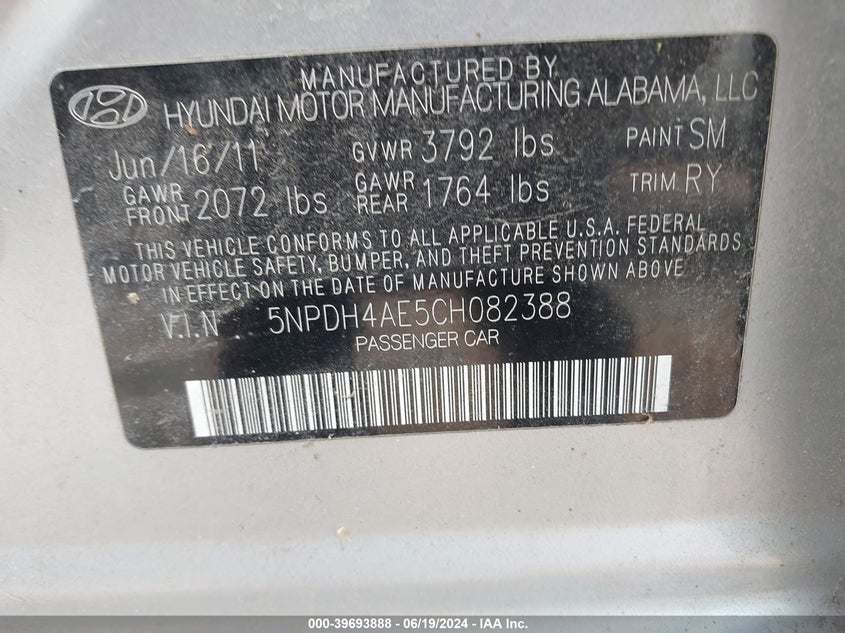 MANUFACTURED BY
HYUNDAI MOTOR MANUFACTURING ALABAMA, LLC
Jun/16/11 GVWR 3792 lbs PAINT SM
GAWR FRONT 2072 lbs GAWR REAR 1764 lbs TRIM RY
THIS VEHICLE CONFORMS TO ALL APPLICABLE U.S.A. FEDERAL
MOTOR VEHICLE SAFETY, BUMPER, AND THEFT PREVENTION STANDARDS
IN EFFECT ON THE DATE OF MANUFACTURE SHOWN ABOVE
V.I.N 5NPDH4AE5CH082388
PASSENGER CAR
000-39693888 - 06/19/2024 - IAA Inc.